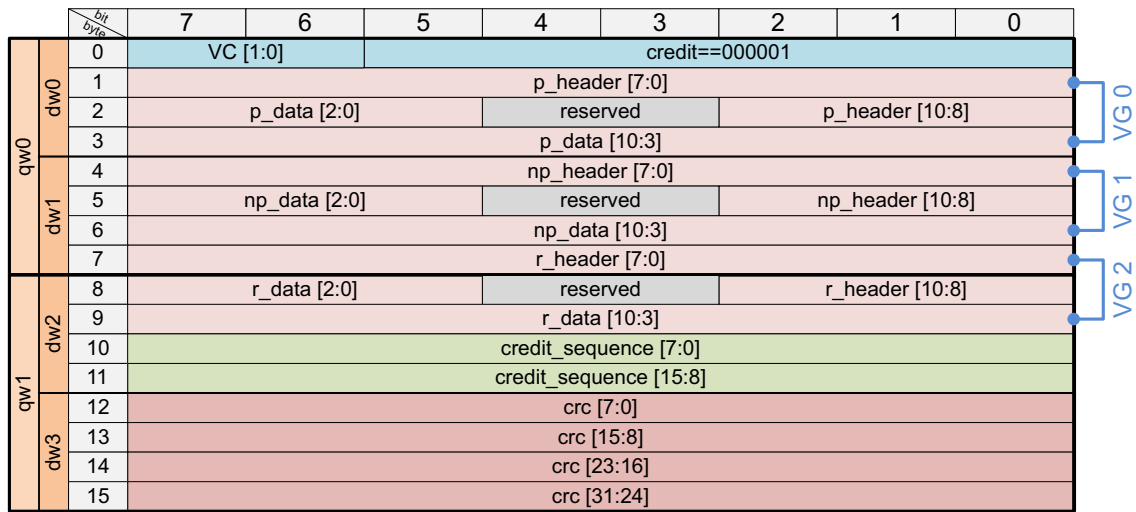 bit 7 6 5 4 3 2 1 0
byte
0 VC [1:0] credit==000001
1 p_header [7:0]
2 p_data [2:0] reserved p_header [10:8]
3 p_data [10:3]
4 np_header [7:0]
5 np_data [2:0] reserved np_header [10:8]
6 np_data [10:3]
7 r_header [7:0]
8 r_data [2:0] reserved r_header [10:8]
9 r_data [10:3]
10 credit_sequence [7:0]
11 credit_sequence [15:8]
12 crc [7:0]
13 crc [15:8]
14 crc [23:16]
15 crc [31:24]
qw0
qw1
dw0
dw1
dw2
dw3
VG 0
VG 1
VG 2